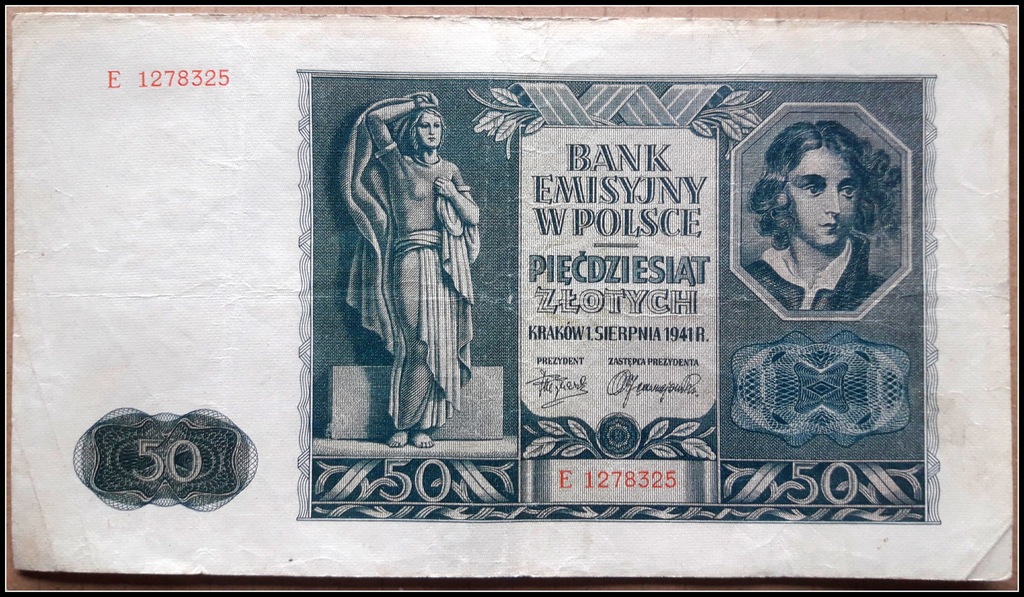 E 1278325
BANK
EMISYJNY
W POLSCE
PIĘĆDZIESIĄT
ZŁOTYCH
KRAKÓW 1. SIERPNIA 1941 R.
PREZYDENT ZASTĘPCA PREZYDENTA
50
50
E 1278325
50